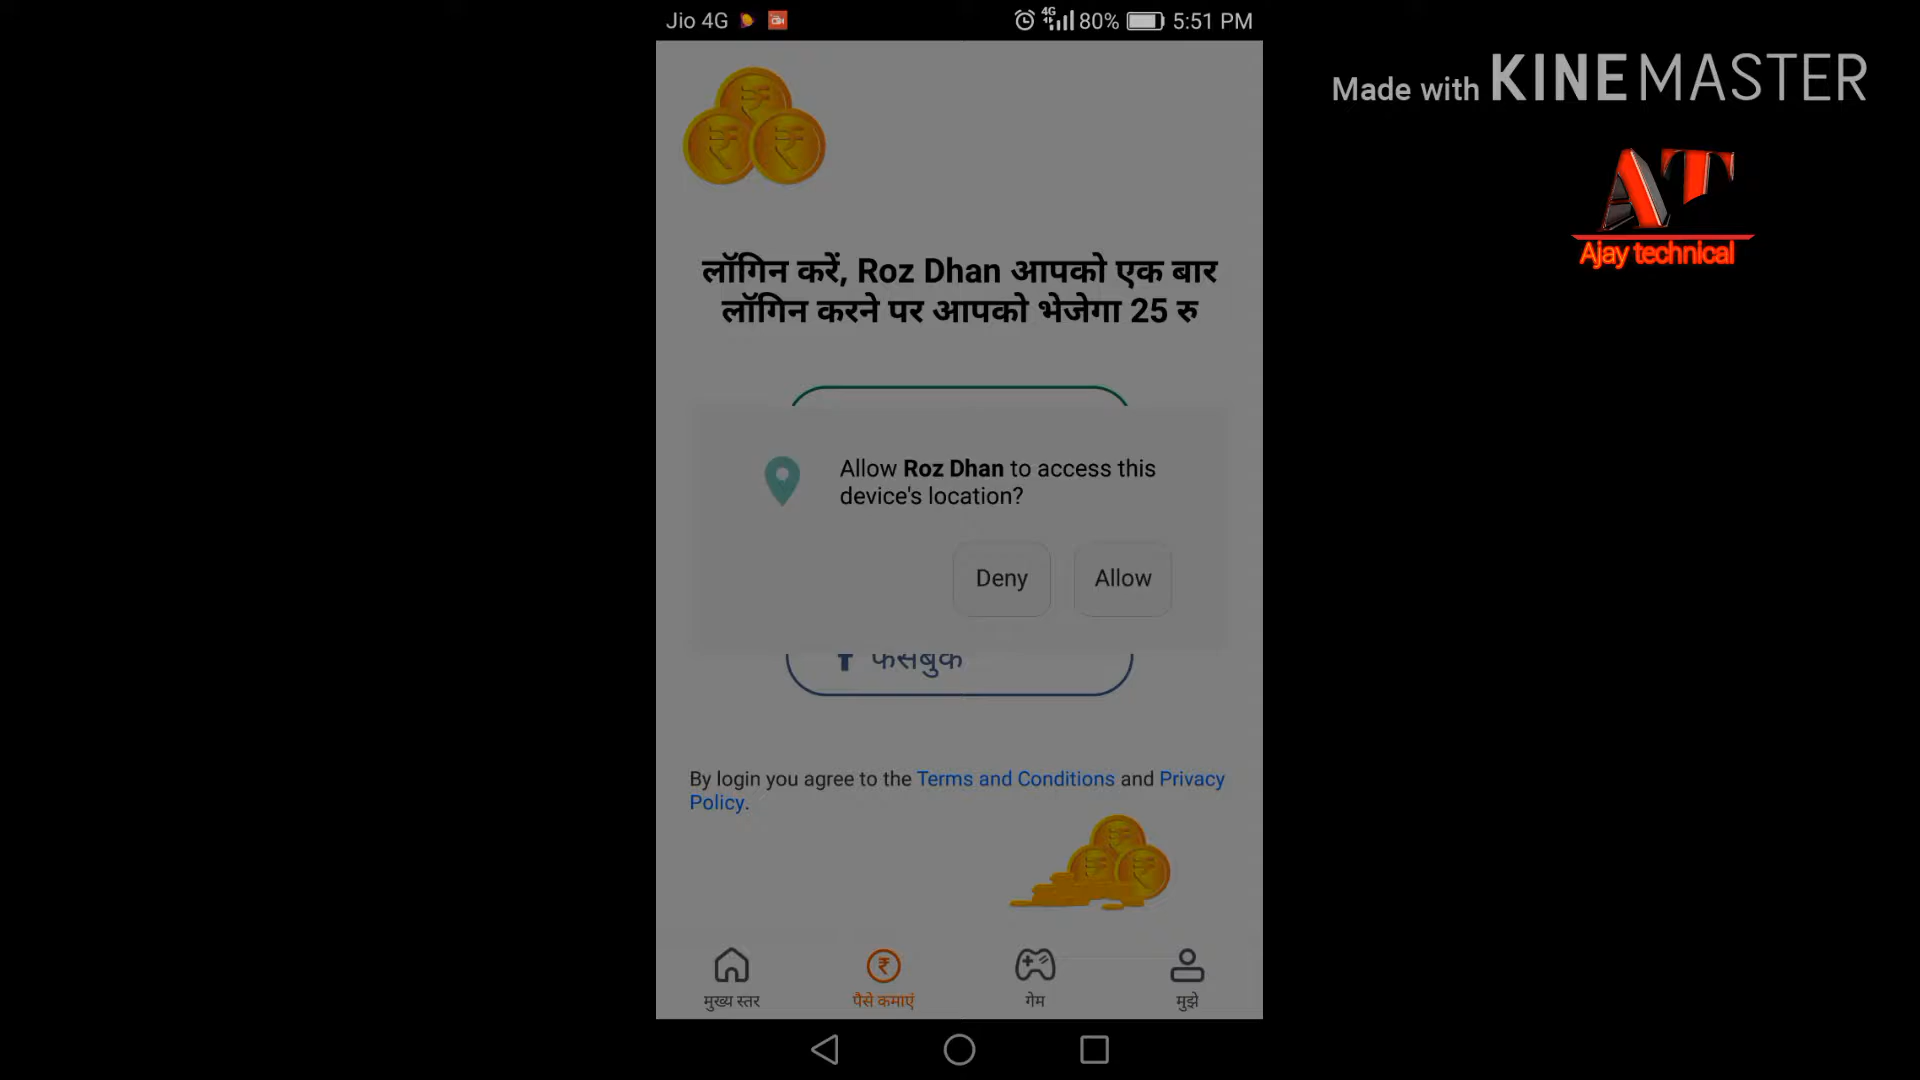 Jio 4G
4G 80% 5:51 PM
Made with KINEMASTER
AT
Ajay technical
लॉगिन करें, Roz Dhan आपको एक बार
लॉगिन करने पर आपको भेजेगा 25 रु
Allow Roz Dhan to access this
device's location?
Deny Allow
फेसबुक
By login you agree to the Terms and Conditions and Privacy
Policy.
मुख्य स्तर पैसे कमाएं गेम मुझे